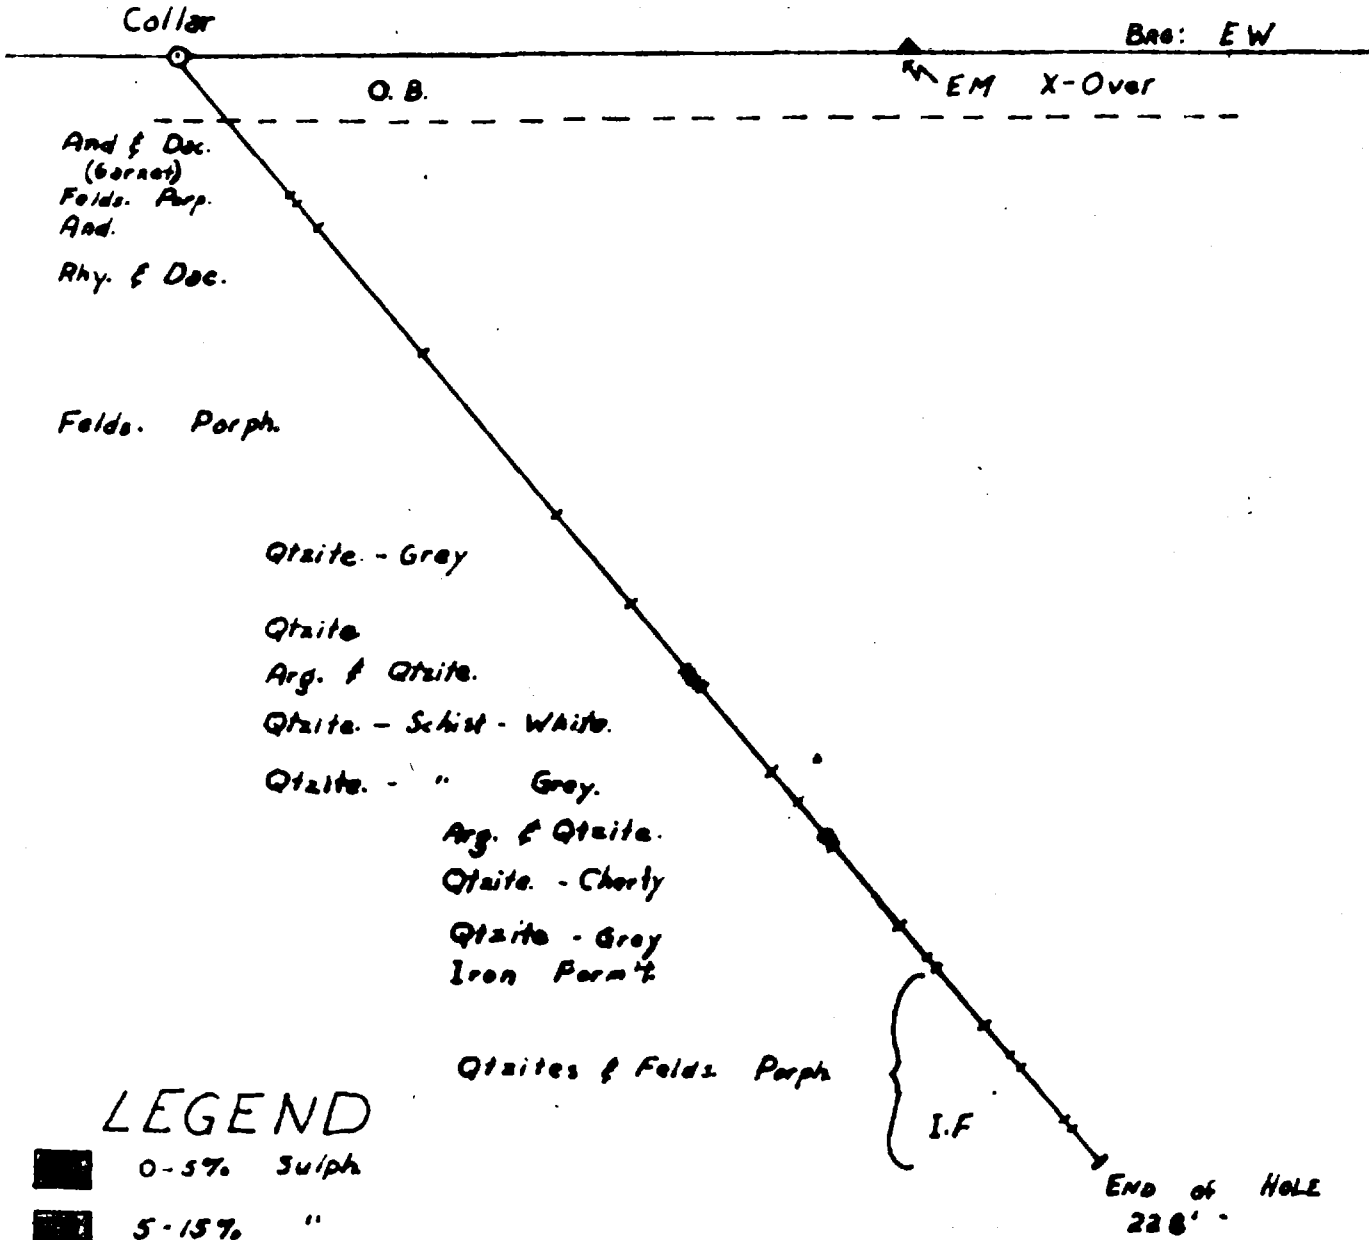 Collar
BRG: EW
O.B.
EM X-Over
And & Dac.
(Garnet)
Felds. Porp.
And.
Rhy. & Dac.
Felds. Porph.
Qtzite - Grey
Qtzite
Arg. & Qtzite.
Qtzite. - Schist - White.
Qtzite. - " Grey.
Arg. & Qtzite.
Qtzite. - Cherty
Qtzite - Grey
Iron Form't.
Qtzites & Felds. Porph
I.F
END of HOLE
LEGEND
0-5% Sulph
5-15% "